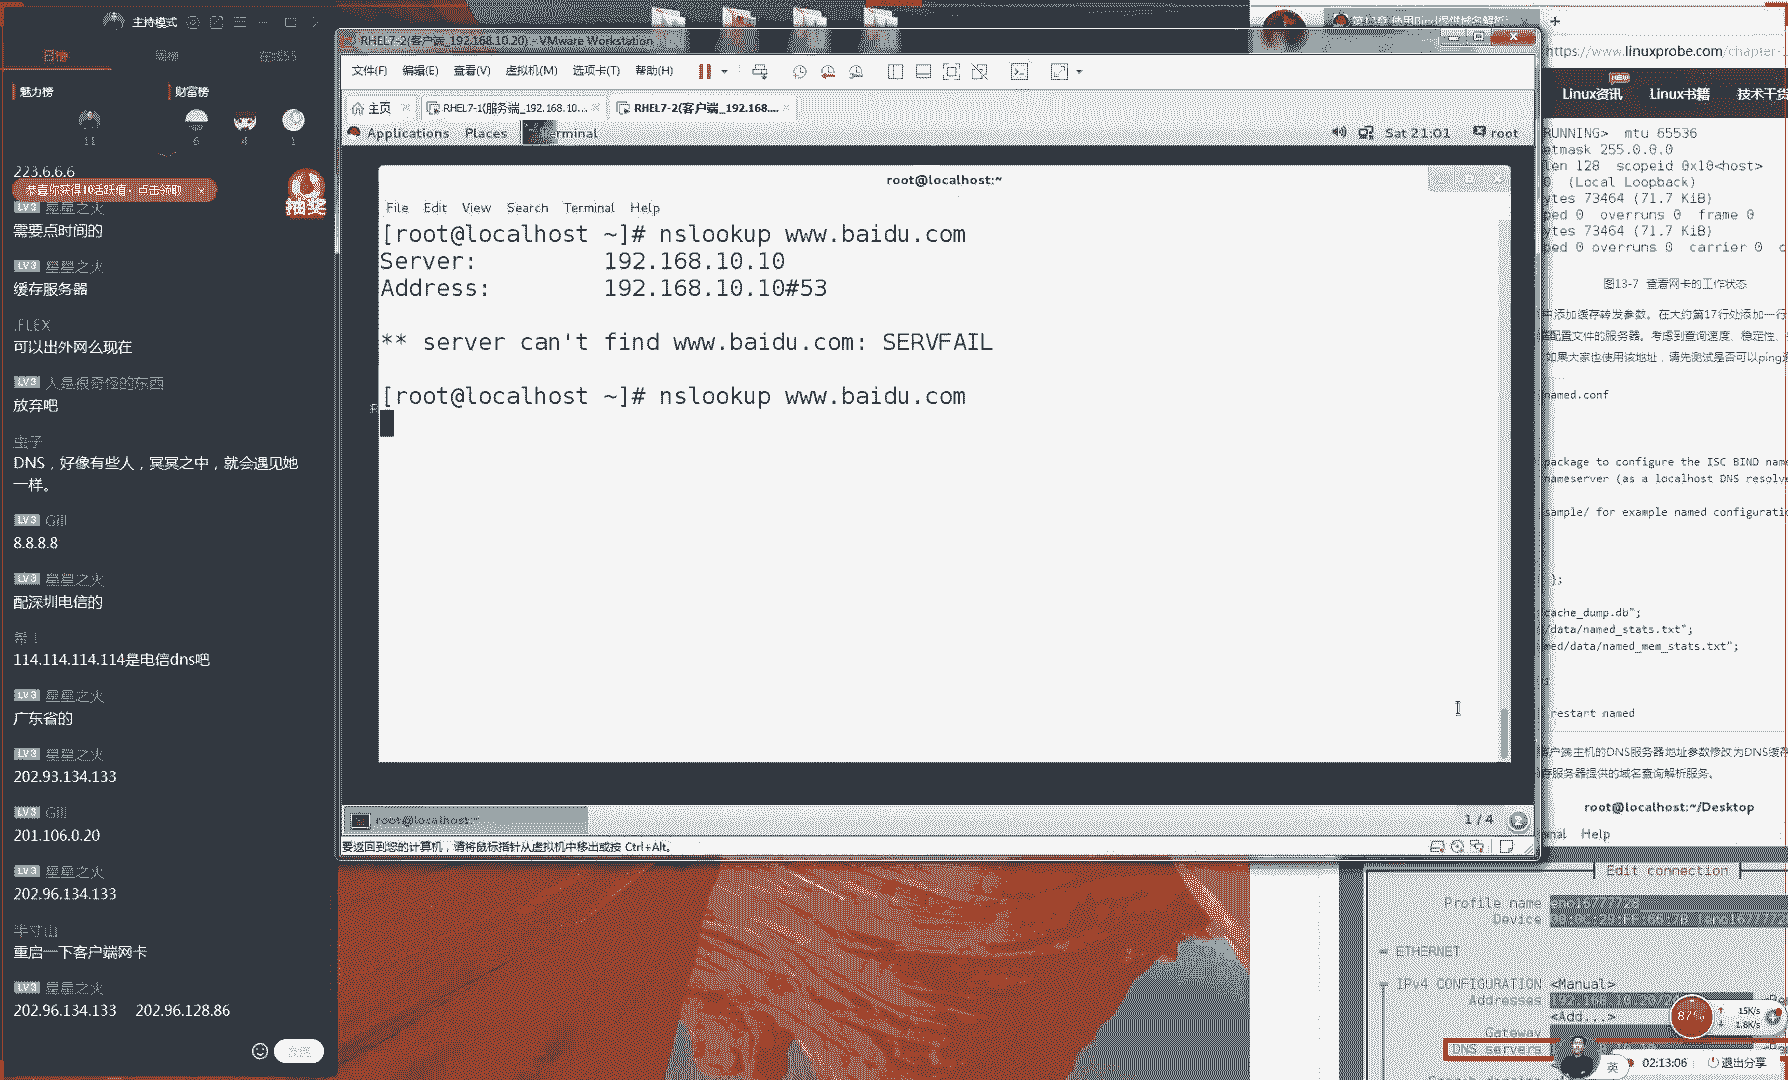 主持模式
日榜
周榜
在线55
魅力榜
财富榜
11
6
4
1
223.6.6.6
恭喜你获得10活跃值，点击领取
抽奖
LV3 星星之火
需要点时间的
LV3 星星之火
缓存服务器
.FLEX
可以出外网么现在
LV3 人是很奇怪的东西
放弃吧
虫子
DNS，好像有些人，冥冥之中，就会遇见她
一样。
LV3 Gill
8.8.8.8
LV3 星星之火
配深圳电信的
114.114.114.114是电信dns吧
LV3 星星之火
广东省的
LV3 星星之火
202.93.134.133
LV3 Gill
201.106.0.20
LV3 星星之火
202.96.134.133
半寸山
重启一下客户端网卡
LV3 星星之火
202.96.134.133 202.96.128.86
RHEL7-2(客户端_192.168.10.20) - VMware Workstation
文件(F) 编辑(E) 查看(V) 虚拟机(M) 选项卡(T) 帮助(H)
主页
RHEL7-1(服务端_192.168.10...
RHEL7-2(客户端_192.168....
Applications Places Terminal
Sat 21:01
root
root@localhost:~
File Edit View Search Terminal Help
[root@localhost ~]# nslookup www.baidu.com
Server: 192.168.10.10
Address: 192.168.10.10#53
** server can't find www.baidu.com: SERVFAIL
[root@localhost ~]# nslookup www.baidu.com
root@localhost:~
1 / 4
要返回到您的计算机，请将鼠标指针从虚拟机中移出或按 Ctrl+Alt。
第13章 使用Bind提供域名解析
https://www.linuxprobe.com/chapter-1
NEW
Linux资讯 Linux书籍 技术干货
RUNNING> mtu 65536
etmask 255.0.0.0
len 128 scopeid 0x10<host>
0 (Local Loopback)
ytes 73464 (71.7 KiB)
ped 0 overruns 0 frame 0
ytes 73464 (71.7 KiB)
ped 0 overruns 0 carrier 0 c
图13-7 查看网卡的工作状态
中添加缓存转发参数。在大约第17行处添加一行
配置文件的服务器。考虑到查询速度、稳定性、
如果大家也使用该地址，请先测试是否可以ping通
named.conf
package to configure the ISC BIND name
nameserver (as a localhost DNS resolve
sample/ for example named configuratio
};
cache_dump.db";
/data/named_stats.txt";
med/data/named_mem_stats.txt";
restart named
客户端主机的DNS服务器地址参数修改为DNS缓存
存服务器提供的域名查询解析服务。
root@localhost:~/Desktop
nal Help
Edit connection
Profile name eno16777728
Device
ETHERNET
IPv4 CONFIGURATION <Manual>
Addresses 192.168.10.20/
<Add...>
Gateway
DNS servers
87%
15K/s
1.8K/s
英
02:13:06
退出分享